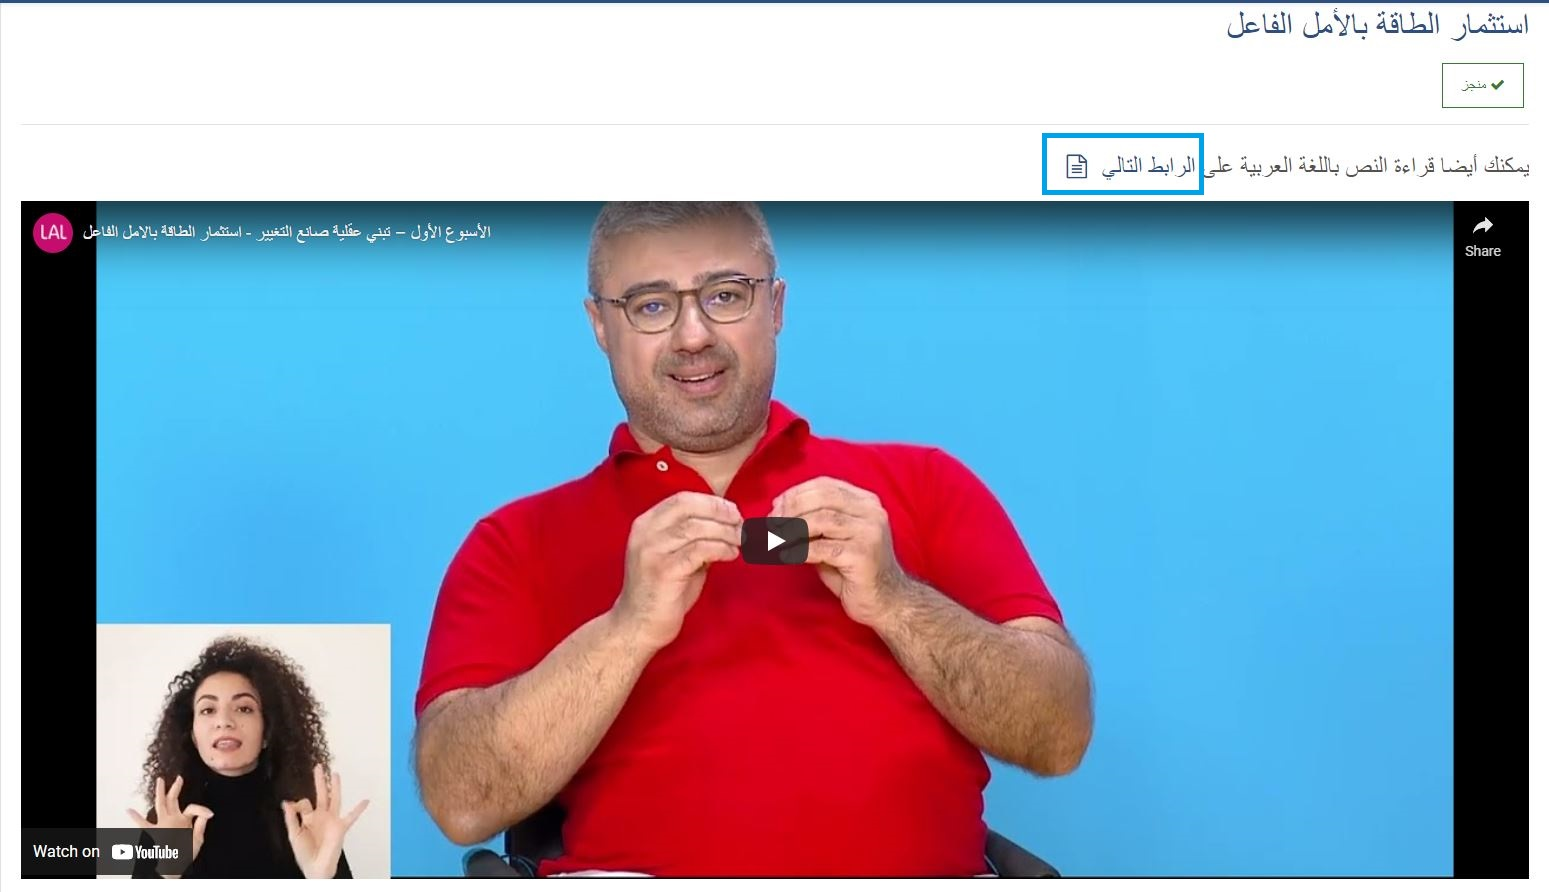 استثمار الطاقة بالأمل الفاعل
منجز
يمكنك أيضا قراءة النص باللغة العربية على الرابط التالي
LAL الأسبوع الأول – تبني عقلية صانع التغيير - استثمار الطاقة بالامل الفاعل
Share
Watch on YouTube